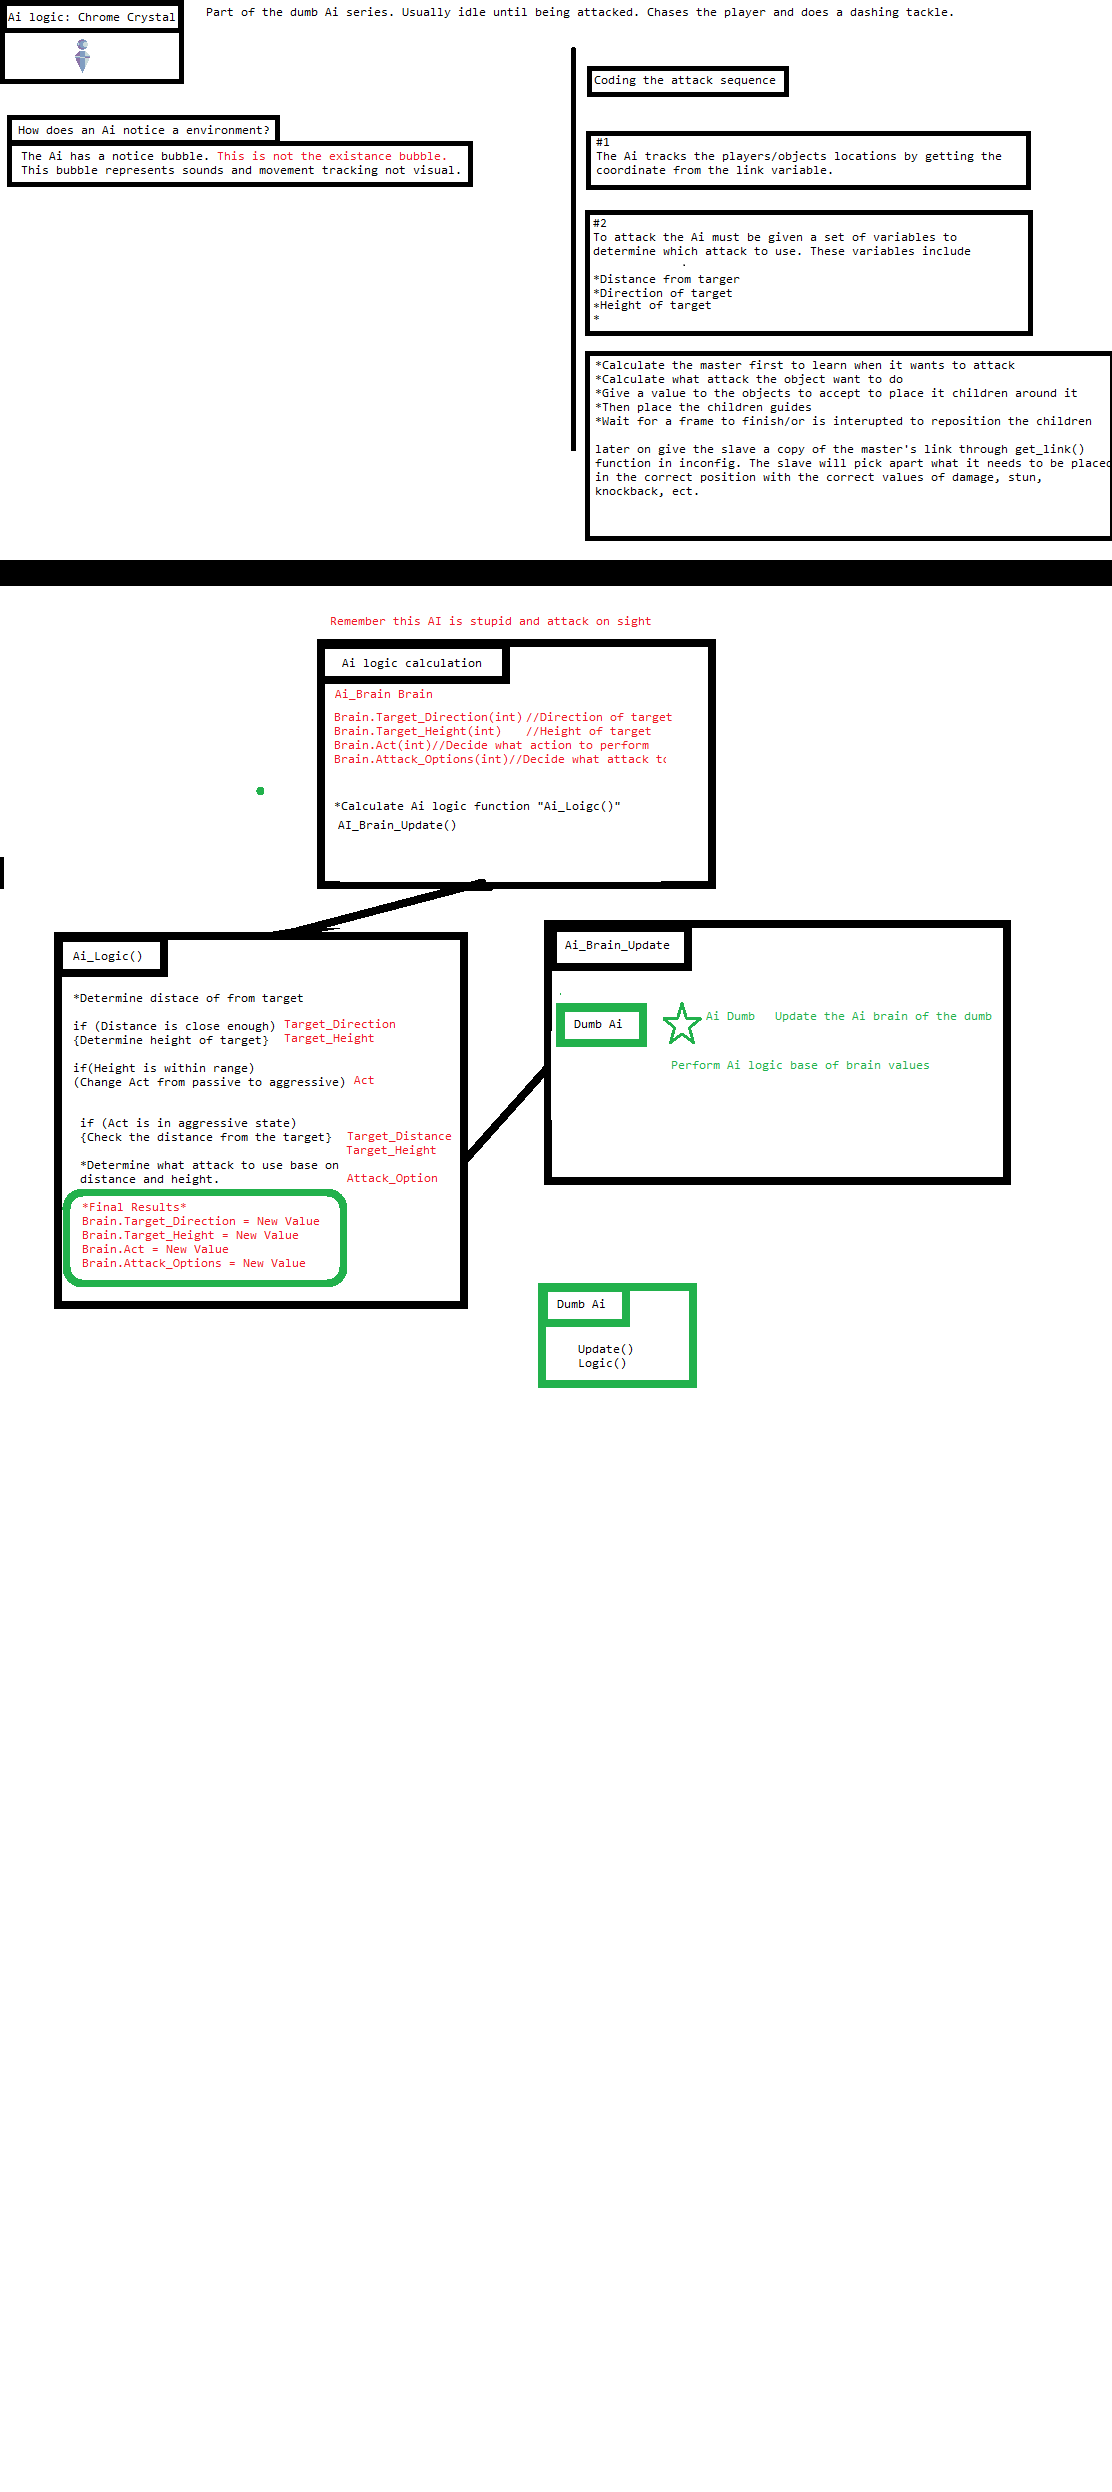 Ai logic: Chrome Crystal
Part of the dumb Ai series. Usually idle until being attacked. Chases the player and does a dashing tackle.
How does an Ai notice a environment?
The Ai has a notice bubble. This is not the existance bubble.
This bubble represents sounds and movement tracking not visual.
Coding the attack sequence
#1
The Ai tracks the players/objects locations by getting the
coordinate from the link variable.
#2
To attack the Ai must be given a set of variables to
determine which attack to use. These variables include
*Distance from targer
*Direction of target
*Height of target
*
*Calculate the master first to learn when it wants to attack
*Calculate what attack the object want to do
*Give a value to the objects to accept to place it children around it
*Then place the children guides
*Wait for a frame to finish/or is interupted to reposition the children
later on give the slave a copy of the master's link through get_link()
function in inconfig. The slave will pick apart what it needs to be placed
in the correct position with the correct values of damage, stun,
knockback, ect.
Remember this AI is stupid and attack on sight
Ai logic calculation
Ai_Brain Brain
Brain.Target_Direction(int) //Direction of target
Brain.Target_Height(int) //Height of target
Brain.Act(int)//Decide what action to perform
Brain.Attack_Options(int)//Decide what attack to
*Calculate Ai logic function "Ai_Loigc()"
AI_Brain_Update()
Ai_Logic()
*Determine distace of from target
if (Distance is close enough) Target_Direction
{Determine height of target} Target_Height
if(Height is within range)
(Change Act from passive to aggressive) Act
if (Act is in aggressive state)
{Check the distance from the target} Target_Distance
Target_Height
*Determine what attack to use base on
distance and height. Attack_Option
*Final Results*
Brain.Target_Direction = New Value
Brain.Target_Height = New Value
Brain.Act = New Value
Brain.Attack_Options = New Value
Ai_Brain_Update
Dumb Ai
Ai Dumb Update the Ai brain of the dumb
Perform Ai logic base of brain values
Dumb Ai
Update()
Logic()